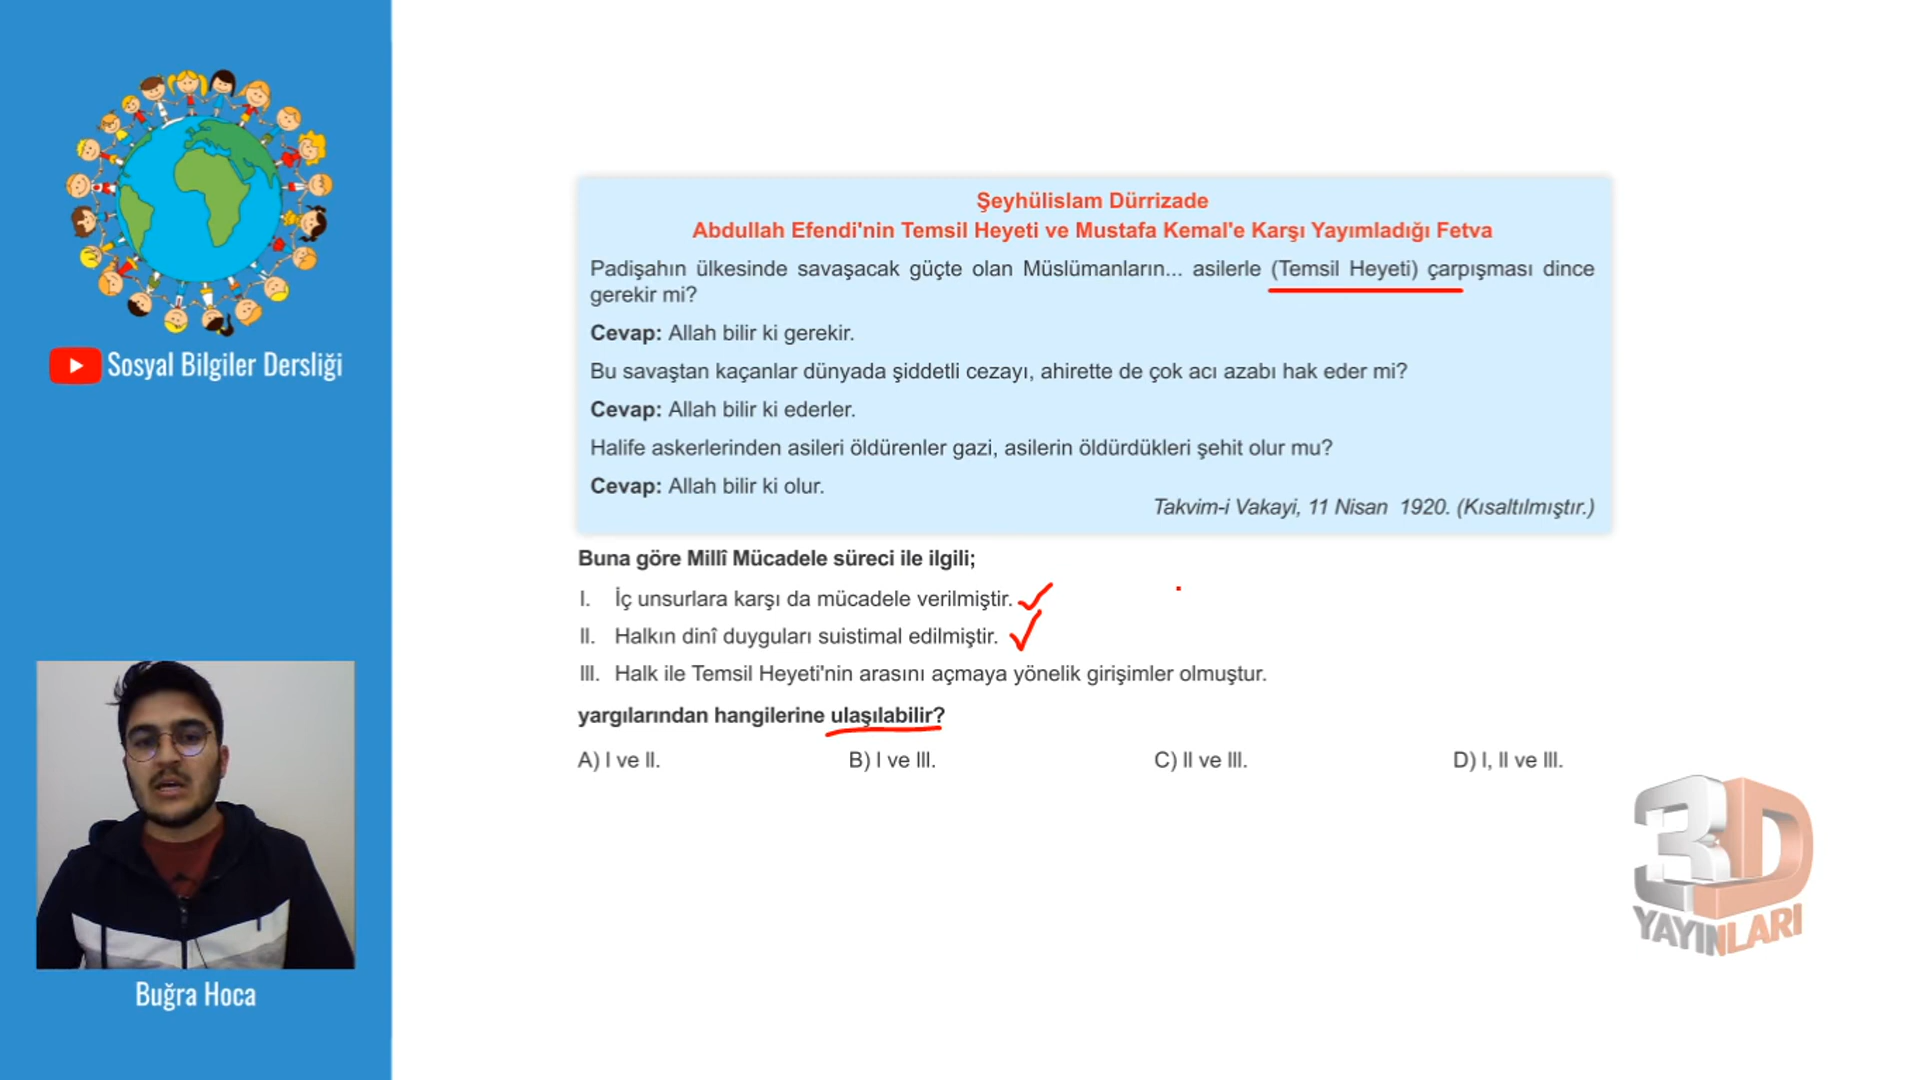 Sosyal Bilgiler Dersliği
Buğra Hoca
Şeyhülislam Dürrizade
Abdullah Efendi'nin Temsil Heyeti ve Mustafa Kemal'e Karşı Yayımladığı Fetva
Padişahın ülkesinde savaşacak güçte olan Müslümanların... asilerle (Temsil Heyeti) çarpışması dince
gerekir mi?
Cevap: Allah bilir ki gerekir.
Bu savaştan kaçanlar dünyada şiddetli cezayı, ahirette de çok acı azabı hak eder mi?
Cevap: Allah bilir ki ederler.
Halife askerlerinden asileri öldürenler gazi, asilerin öldürdükleri şehit olur mu?
Cevap: Allah bilir ki olur.
Takvim-i Vakayi, 11 Nisan 1920. (Kısaltılmıştır.)
Buna göre Millî Mücadele süreci ile ilgili;
I. İç unsurlara karşı da mücadele verilmiştir.
II. Halkın dinî duyguları suistimal edilmiştir.
III. Halk ile Temsil Heyeti'nin arasını açmaya yönelik girişimler olmuştur.
yargılarından hangilerine ulaşılabilir?
A) I ve II.
B) I ve III.
C) II ve III.
D) I, II ve III.
3D
YAYINLARI